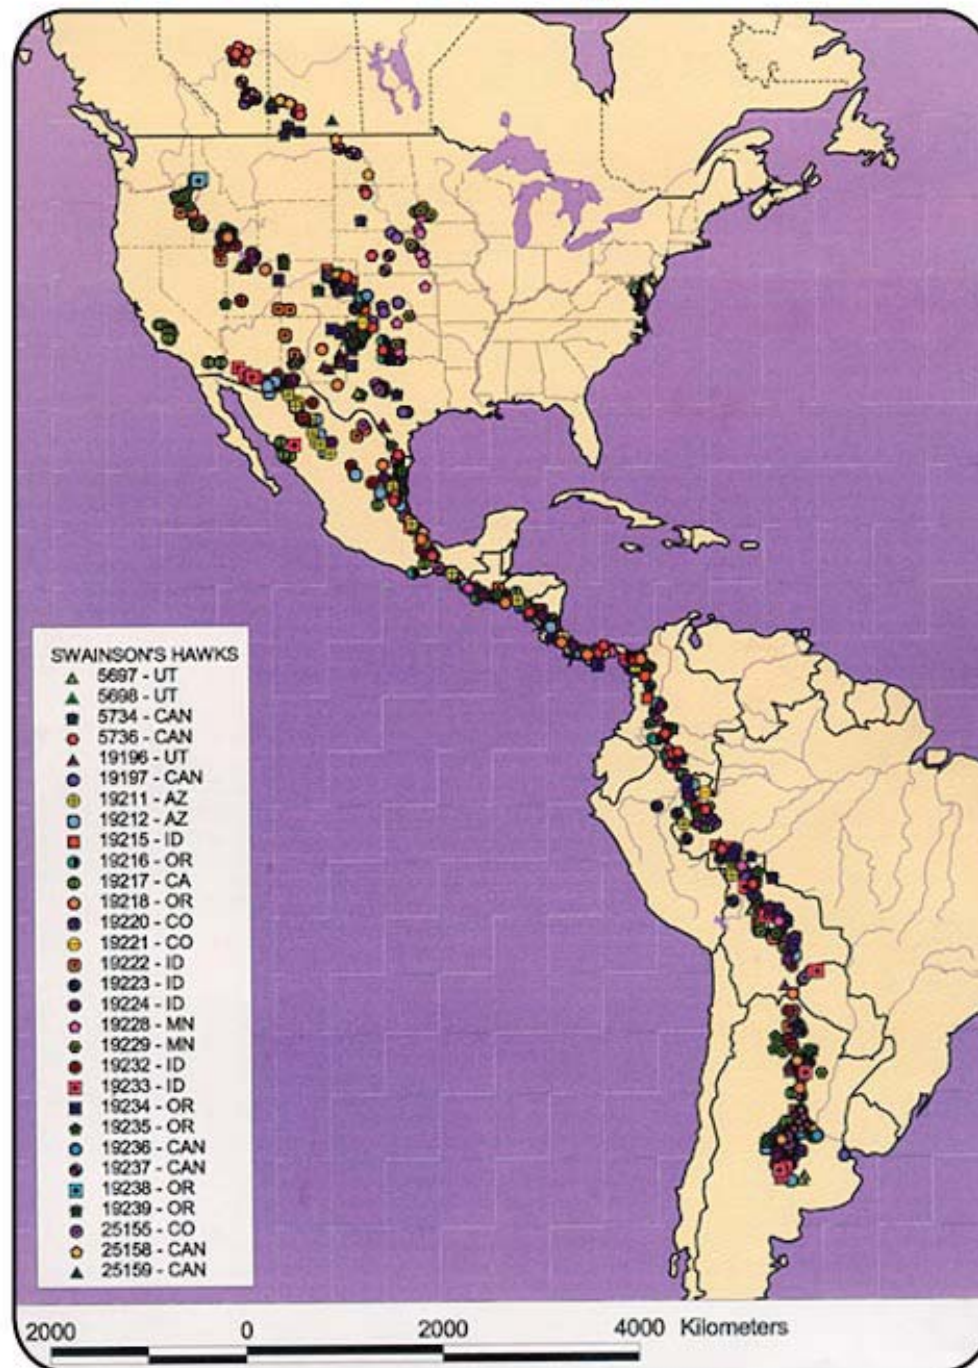 SWAINSON'S HAWKS
5697 - UT
5698 - UT
5734 - CAN
5736 - CAN
19196 - UT
19197 - CAN
19211 - AZ
19212 - AZ
19215 - ID
19216 - OR
19217 - CA
19218 - OR
19220 - CO
19221 - CO
19222 - ID
19223 - ID
19224 - ID
19228 - MN
19229 - MN
19232 - ID
19233 - ID
19234 - OR
19235 - OR
19236 - CAN
19237 - CAN
19238 - OR
19239 - OR
25155 - CO
25158 - CAN
25159 - CAN
2000 0 2000 4000 Kilometers